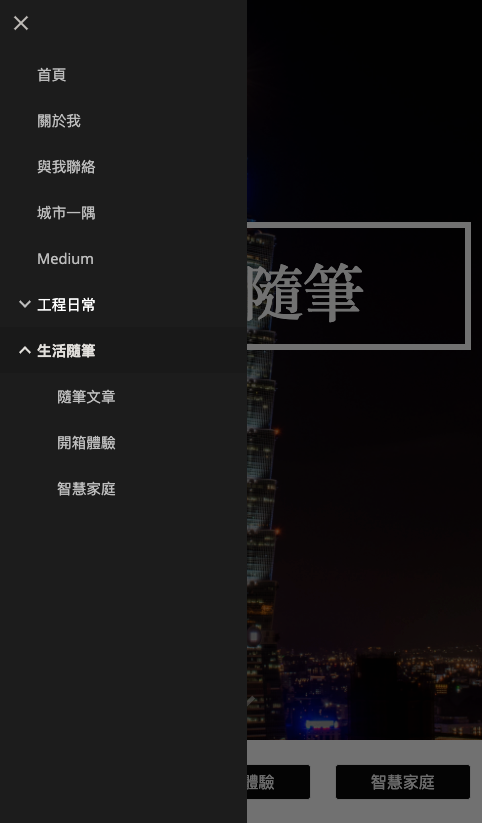 首頁
關於我
與我聯絡
城市一隅
Medium
工程日常
生活隨筆
隨筆文章
開箱體驗
智慧家庭
隨筆
體驗
智慧家庭